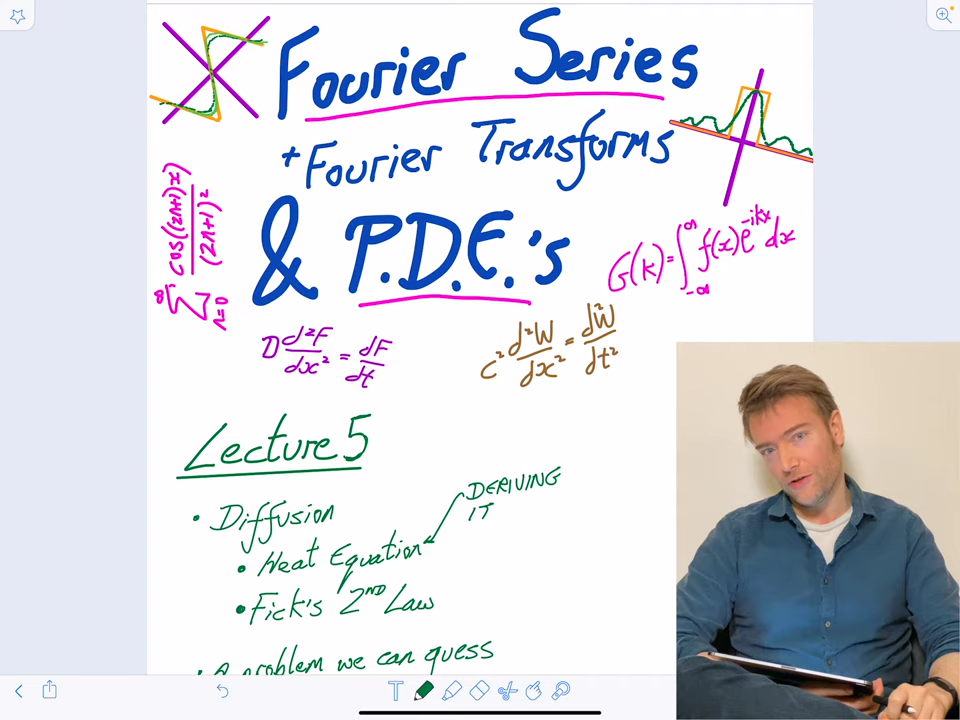 Fourier Series
+ Fourier Transforms
& P.D.E.'s
∑_{n=0}^{∞} cos((2n+1)x)/(2n+1)²
G(k)=∫_{-∞}^{∞} f(x)e^{-ikx} dx
D d²F/dx² = dF/dt
c² d²W/dx² = d²W/dt²
Lecture 5
• Diffusion
DERIVING
IT
• Heat Equation
• Fick's 2ND Law
• A problem we can guess
T